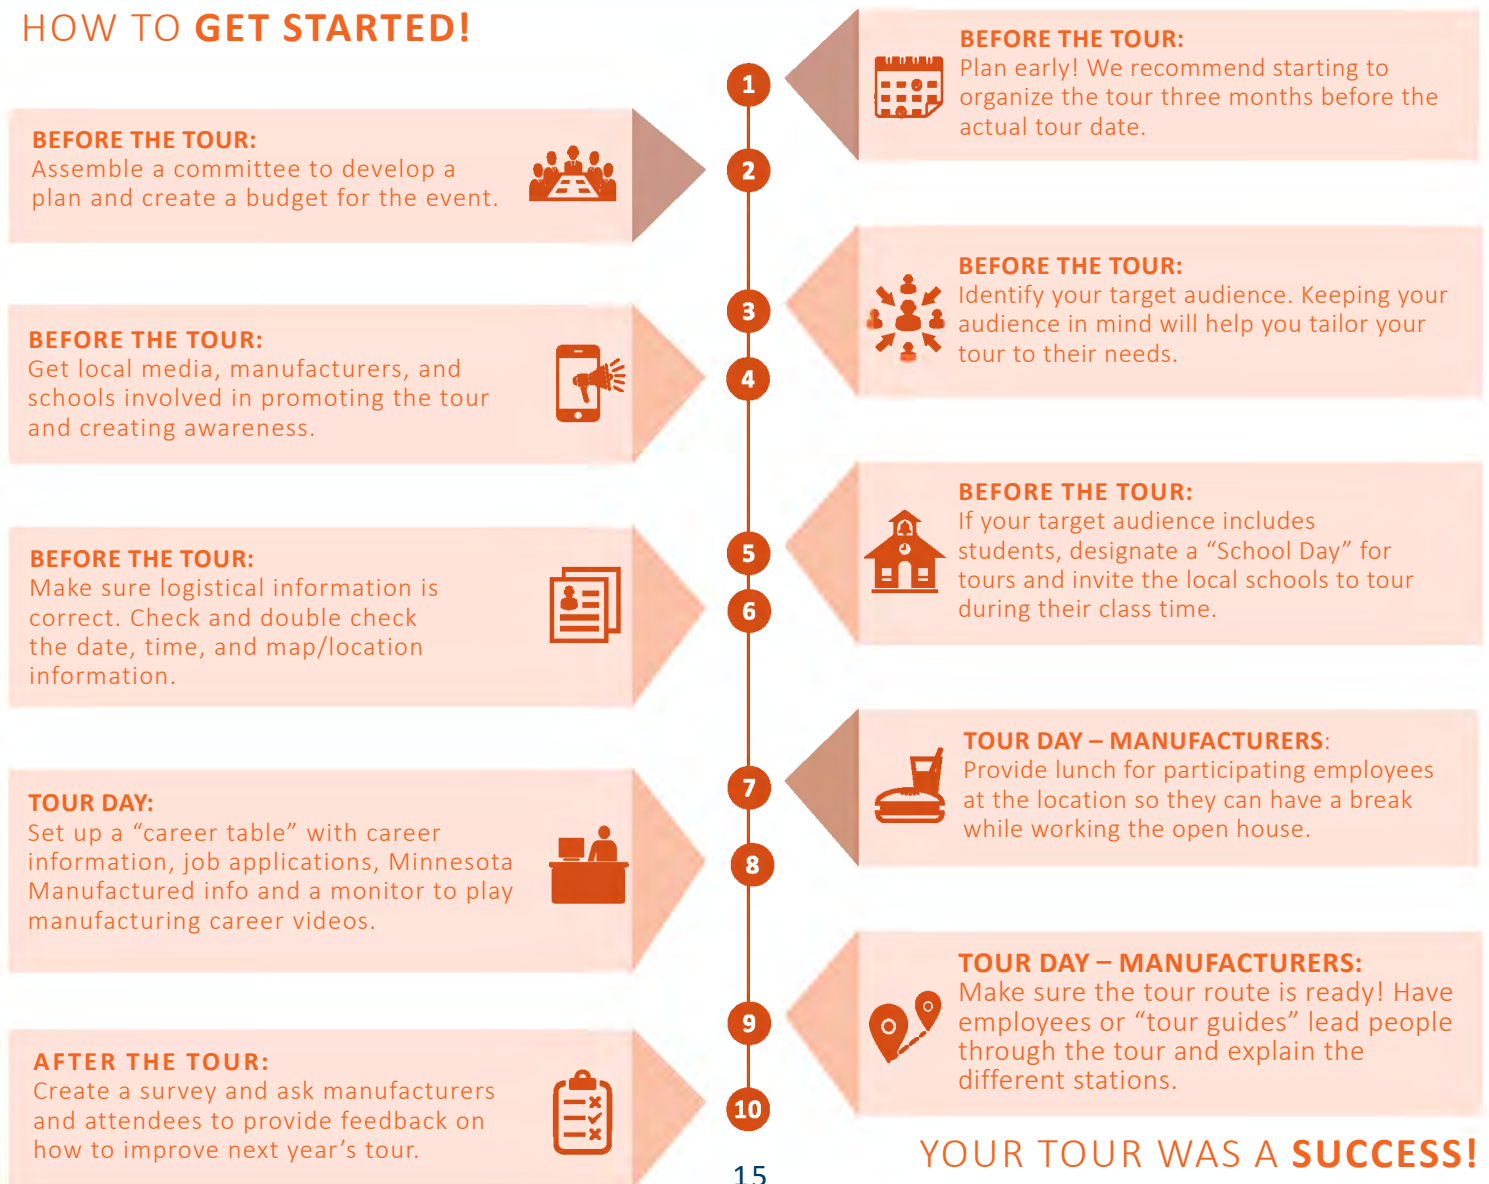 HOW TO GET STARTED!
1
BEFORE THE TOUR:
Plan early! We recommend starting to
organize the tour three months before the
actual tour date.
2
BEFORE THE TOUR:
Assemble a committee to develop a
plan and create a budget for the event.
3
BEFORE THE TOUR:
Identify your target audience. Keeping your
audience in mind will help you tailor your
tour to their needs.
4
BEFORE THE TOUR:
Get local media, manufacturers, and
schools involved in promoting the tour
and creating awareness.
5
BEFORE THE TOUR:
If your target audience includes
students, designate a “School Day” for
tours and invite the local schools to tour
during their class time.
6
BEFORE THE TOUR:
Make sure logistical information is
correct. Check and double check
the date, time, and map/location
information.
7
TOUR DAY – MANUFACTURERS:
Provide lunch for participating employees
at the location so they can have a break
while working the open house.
8
TOUR DAY:
Set up a “career table” with career
information, job applications, Minnesota
Manufactured info and a monitor to play
manufacturing career videos.
9
TOUR DAY – MANUFACTURERS:
Make sure the tour route is ready! Have
employees or “tour guides” lead people
through the tour and explain the
different stations.
10
AFTER THE TOUR:
Create a survey and ask manufacturers
and attendees to provide feedback on
how to improve next year’s tour.
YOUR TOUR WAS A SUCCESS!
15